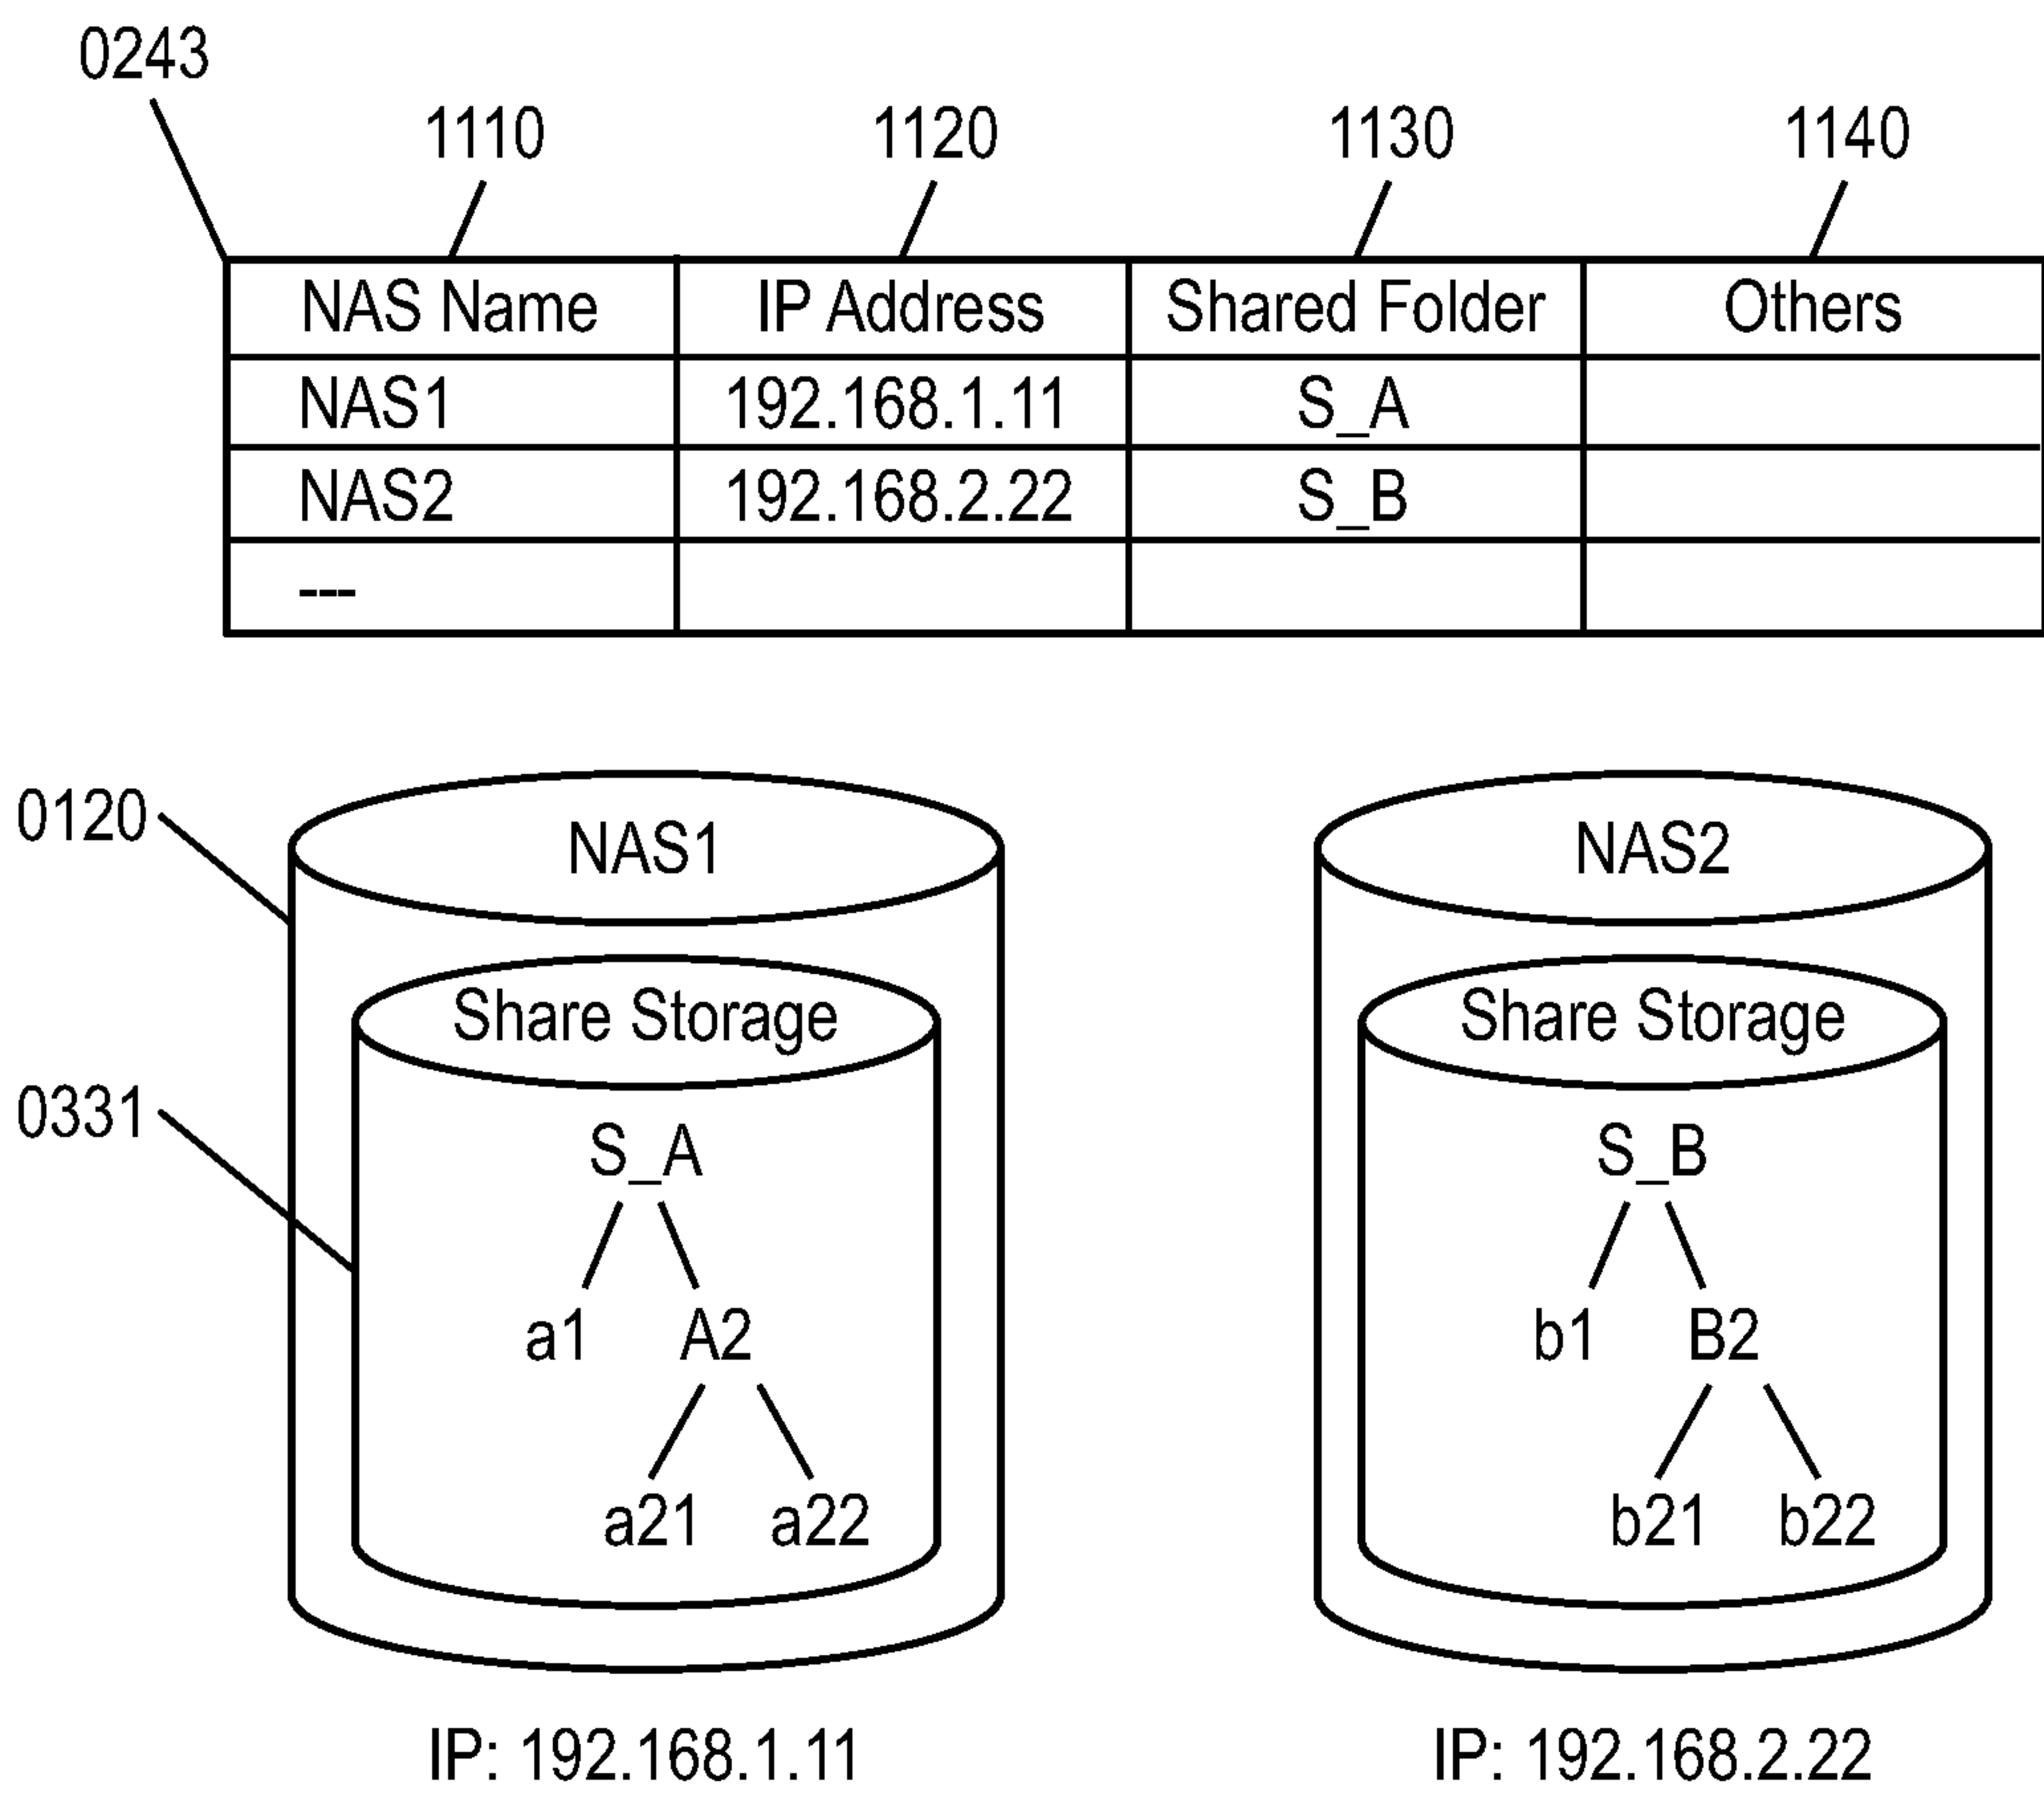 0243
1110 1120 1130 1140
NAS Name IP Address Shared Folder Others
NAS1 192.168.1.11 S_A
NAS2 192.168.2.22 S_B
---
0120 NAS1 NAS2
Share Storage Share Storage
0331
S_A S_B
a1 A2 b1 B2
a21 a22 b21 b22
IP: 192.168.1.11 IP: 192.168.2.22